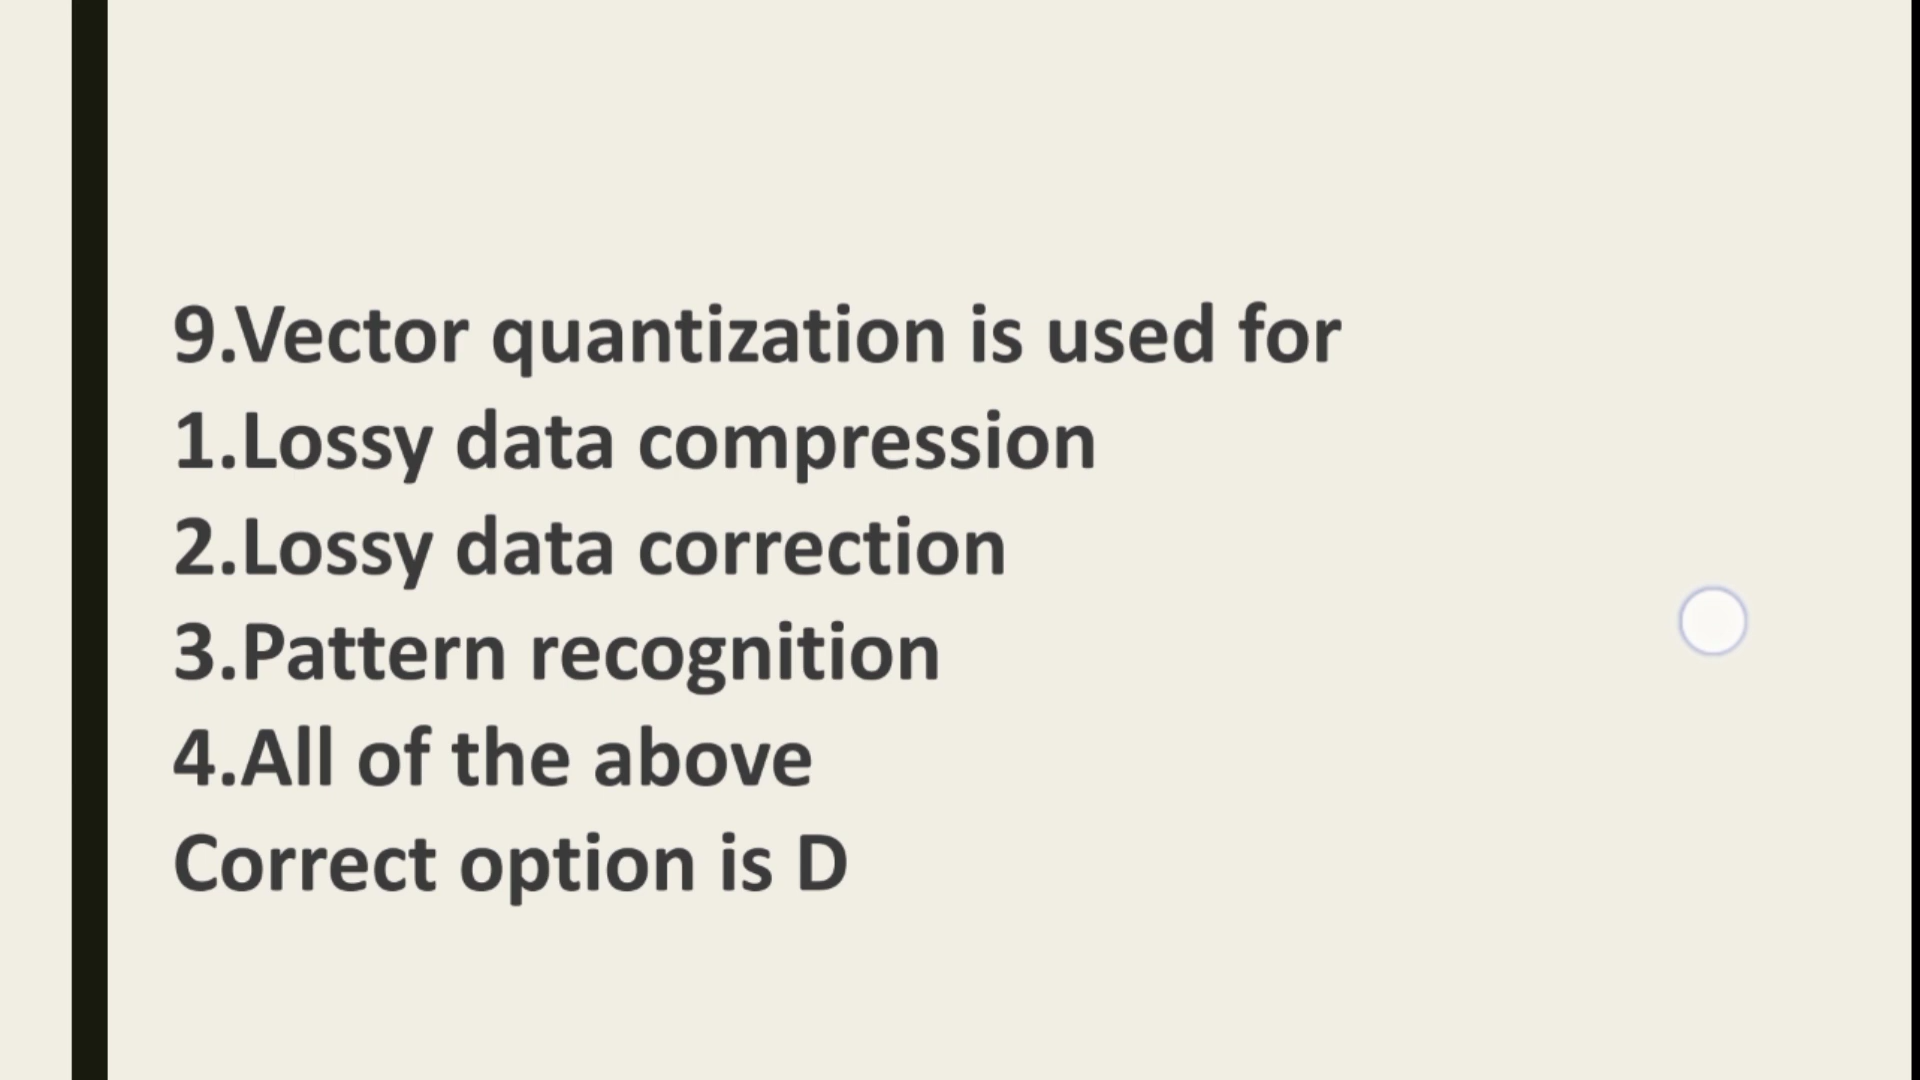 9.Vector quantization is used for
1.Lossy data compression
2.Lossy data correction
3.Pattern recognition
4.All of the above
Correct option is D